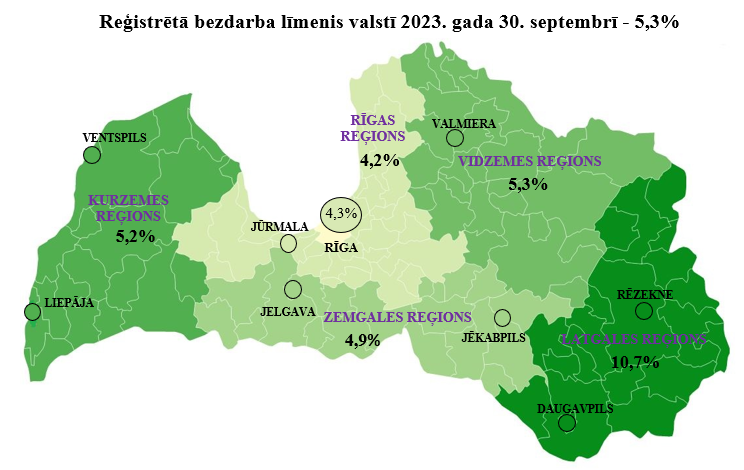 Reģistrētā bezdarba līmenis valstī 2023. gada 30. septembrī - 5,3%
RĪGAS
REĢIONS
4,2%
VALMIERA
VENTSPILS
VIDZEMES REĢIONS
5,3%
KURZEMES
REĢIONS
5,2%
4,3%
JŪRMALA
RĪGA
RĒZEKNE
LIEPĀJA
JELGAVA
ZEMGALES REĢIONS
4,9%
JĒKABPILS
LATGALES REĢIONS
10,7%
DAUGAVPILS